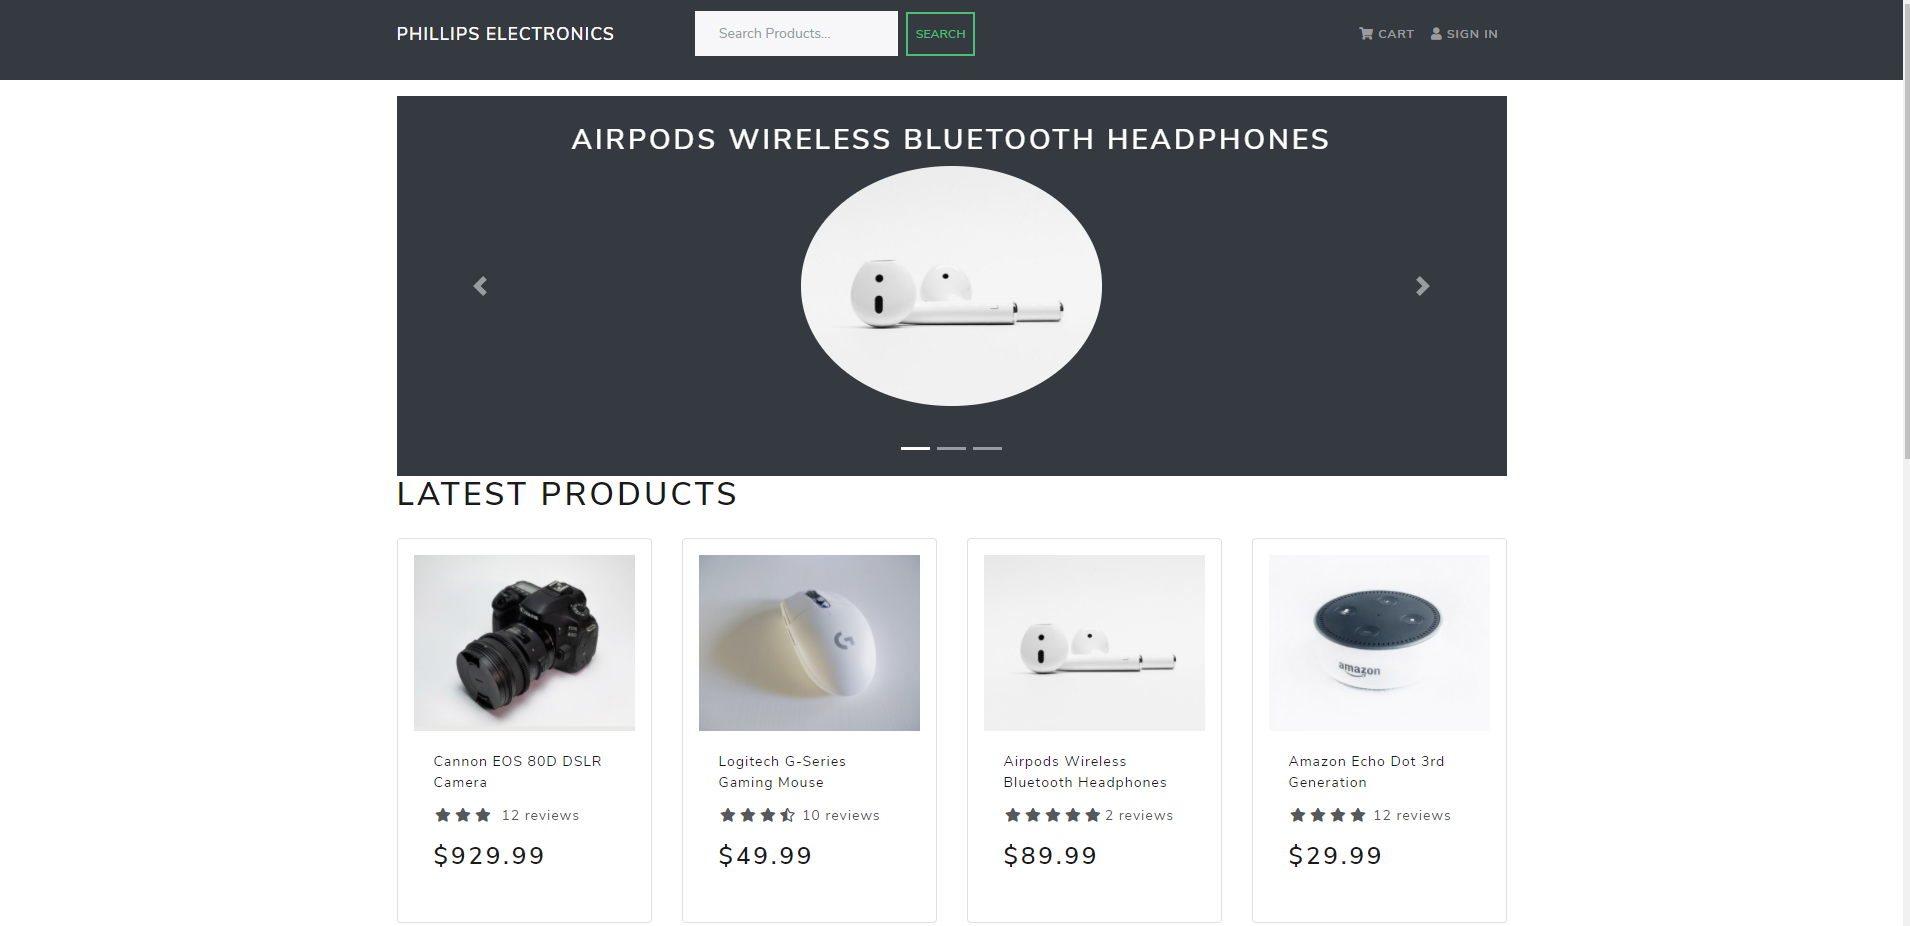 PHILLIPS ELECTRONICS
Search Products...
SEARCH
CART
SIGN IN
AIRPODS WIRELESS BLUETOOTH HEADPHONES
LATEST PRODUCTS
Canon
amazon
Cannon EOS 80D DSLR
Camera
12 reviews
$929.99
Logitech G-Series
Gaming Mouse
10 reviews
$49.99
Airpods Wireless
Bluetooth Headphones
2 reviews
$89.99
Amazon Echo Dot 3rd
Generation
12 reviews
$29.99